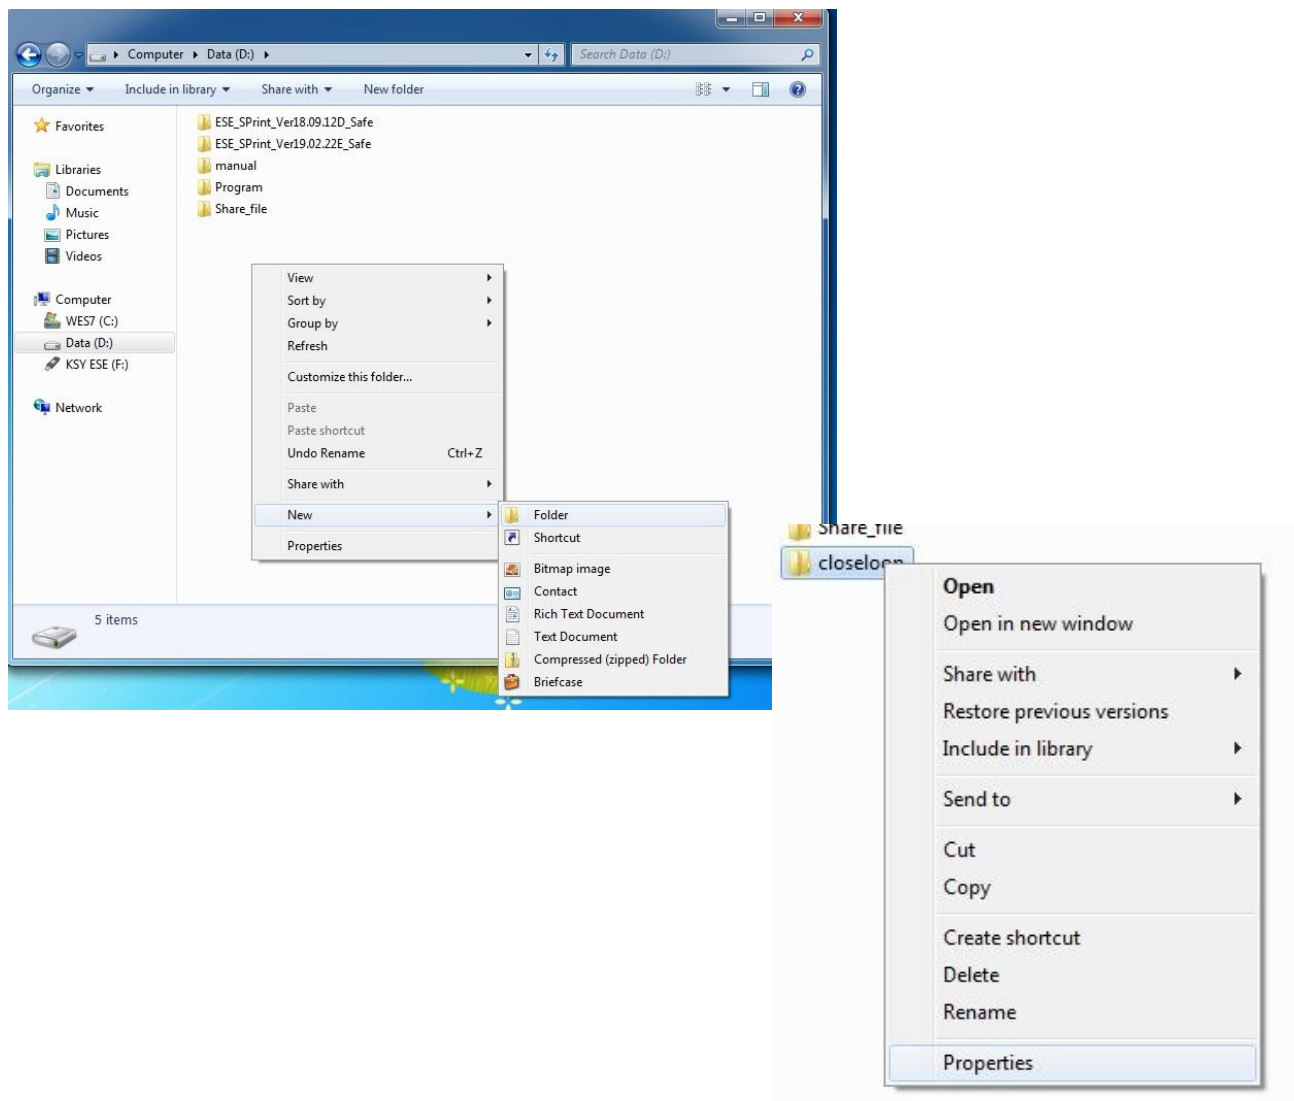 Computer ▸ Data (D:) ▸
Search Data (D:)
Organize
Include in library
Share with
New folder
Favorites
Libraries
Documents
Music
Pictures
Videos
Computer
WES7 (C:)
Data (D:)
KSY ESE (F:)
Network
ESE_SPrint_Ver18.09.12D_Safe
ESE_SPrint_Ver19.02.22E_Safe
manual
Program
Share_file
View
Sort by
Group by
Refresh
Customize this folder...
Paste
Paste shortcut
Undo Rename Ctrl+Z
Share with
New
Properties
Folder
Shortcut
Bitmap image
Contact
Rich Text Document
Text Document
Compressed (zipped) Folder
Briefcase
5 items
Share_file
closeloop
Open
Open in new window
Share with
Restore previous versions
Include in library
Send to
Cut
Copy
Create shortcut
Delete
Rename
Properties